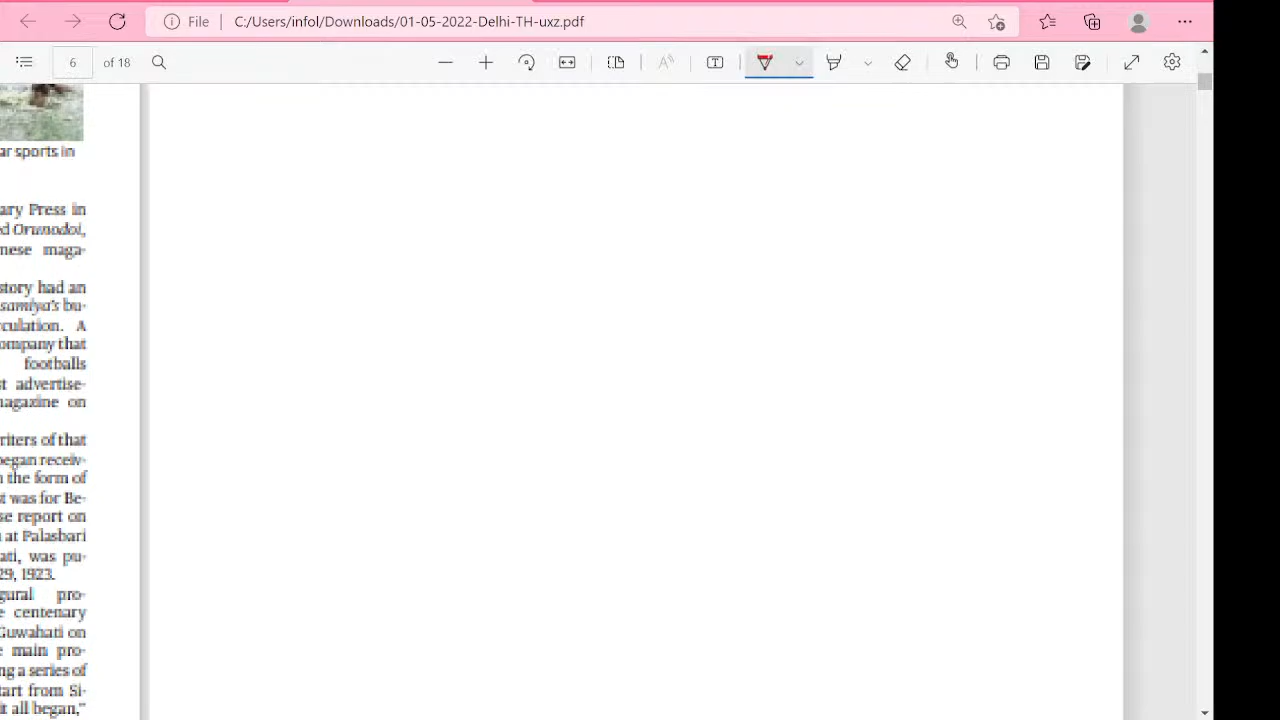 File C:/Users/infol/Downloads/01-05-2022-Delhi-TH-uxz.pdf
6 of 18
ar sports in
ary Press in
d Orunodoi,
nese maga-
story had an
samiya's bu-
rculation. A
ompany that
footballs
t advertise-
nagazine on
riters of that
began receiv-
n the form of
t was for Be-
se report on
at Palasbari
ati, was pu-
29, 1923.
gural pro-
e centenary
Guwahati on
e main pro-
ng a series of
tart from Si-
it all began,"